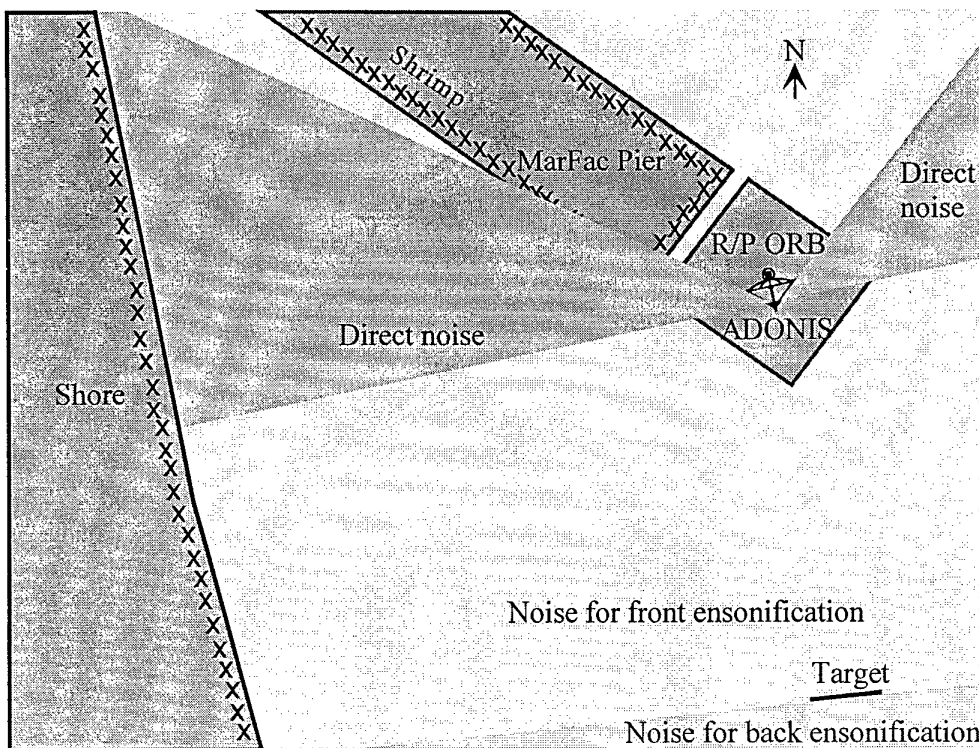 N
Shrimp
MarFac Pier
Direct
noise
R/P ORB
ADONIS
Direct noise
Shore
Noise for front ensonification
Target
Noise for back ensonification